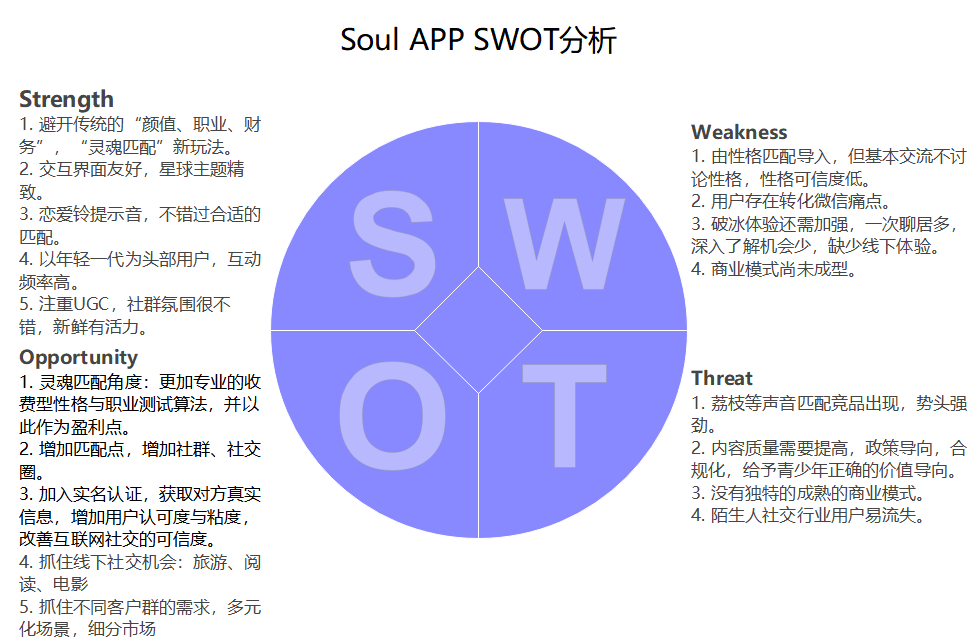 Soul APP SWOT分析
Strength
1. 避开传统的“颜值、职业、财
务”，“灵魂匹配”新玩法。
2. 交互界面友好，星球主题精
致。
3. 恋爱铃提示音，不错过合适的
匹配。
4. 以年轻一代为头部用户，互动
频率高。
5. 注重UGC，社群氛围很不
错，新鲜有活力。
Weakness
1. 由性格匹配导入，但基本交流不讨
论性格，性格可信度低。
2. 用户存在转化微信痛点。
3. 破冰体验还需加强，一次聊居多，
深入了解机会少，缺少线下体验。
4. 商业模式尚未成型。
S
W
O
T
Opportunity
1. 灵魂匹配角度：更加专业的收
费型性格与职业测试算法，并以
此作为盈利点。
2. 增加匹配点，增加社群、社交
圈。
3. 加入实名认证，获取对方真实
信息，增加用户认可度与粘度，
改善互联网社交的可信度。
4. 抓住线下社交机会：旅游、阅
读、电影
5. 抓住不同客户群的需求，多元
化场景，细分市场
Threat
1. 荔枝等声音匹配竞品出现，势头强
劲。
2. 内容质量需要提高，政策导向，合
规化，给予青少年正确的价值导向。
3. 没有独特的成熟的商业模式。
4. 陌生人社交行业用户易流失。